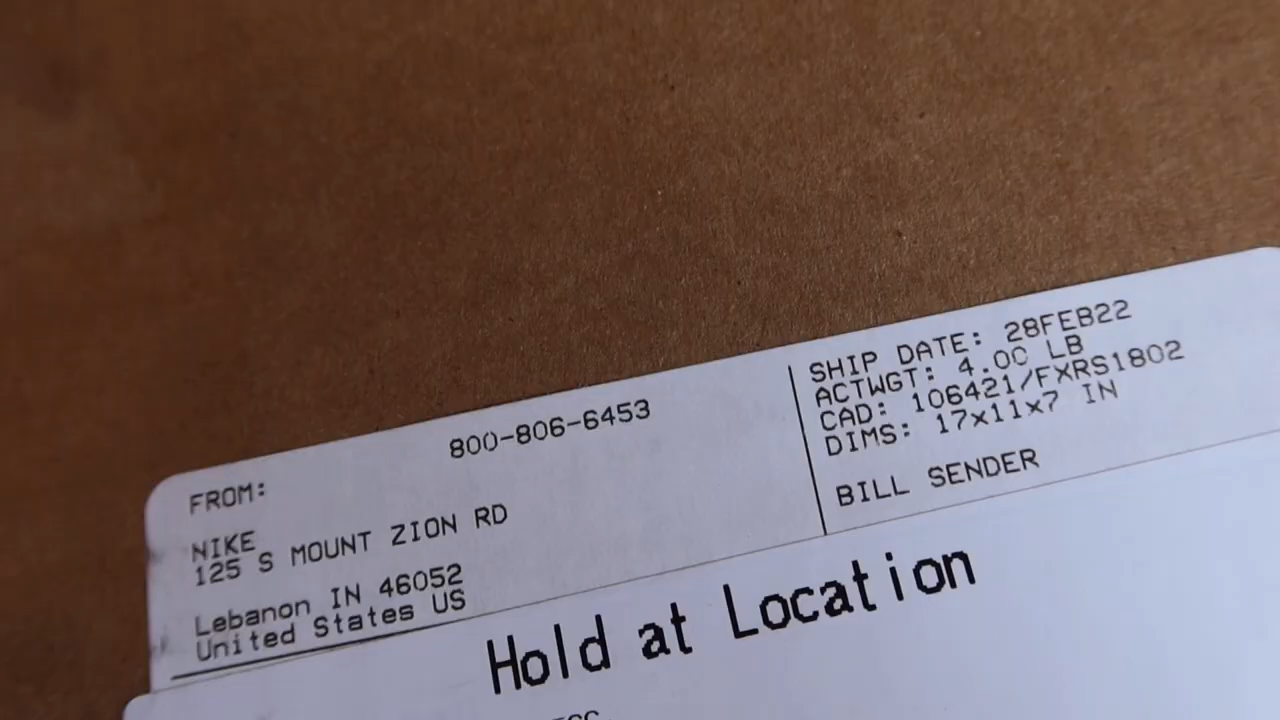 800-806-6453
FROM:
NIKE
125 S MOUNT ZION RD
Lebanon IN 46052
United States US
SHIP DATE: 28FEB22
ACTWGT: 4.00 LB
CAD: 106421/FXRS1802
DIMS: 17x11x7 IN
BILL SENDER
Hold at Location